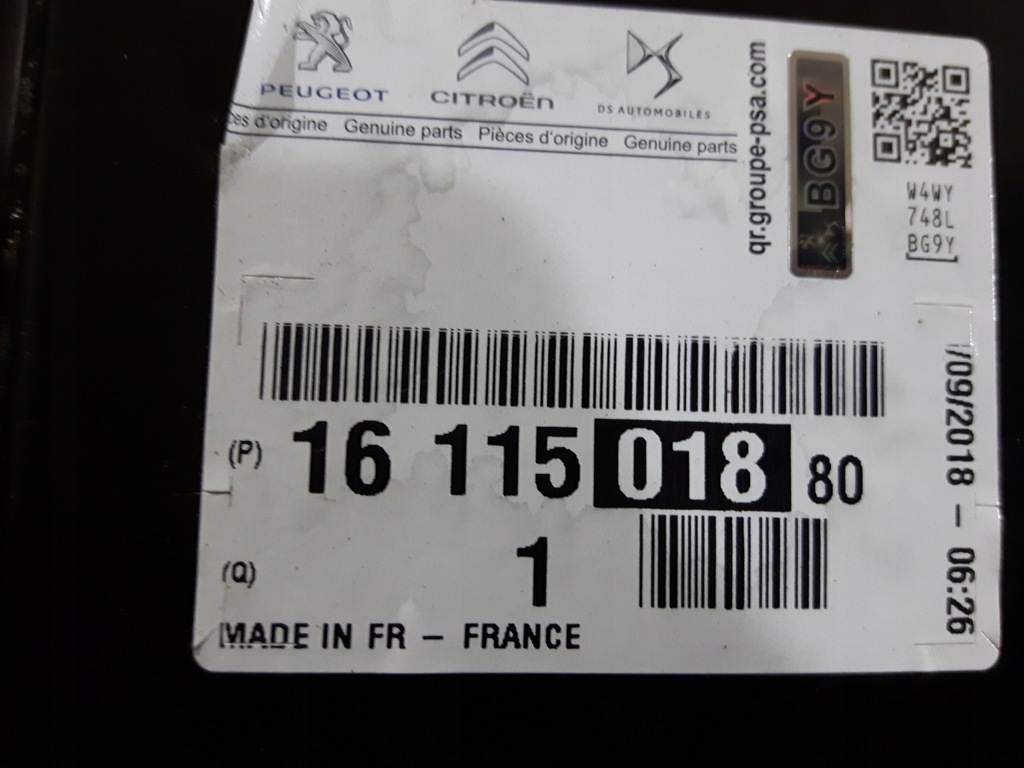 PEUGEOT CITROËN DS AUTOMOBILES
d'origine Genuine parts Pièces d'origine Genuine parts
qr.groupe-psa.com
BG9Y
W4WY
748L
BG9Y
(P) 16 115 018 80
(Q) 1
MADE IN FR – FRANCE
/09/2018 – 06:26